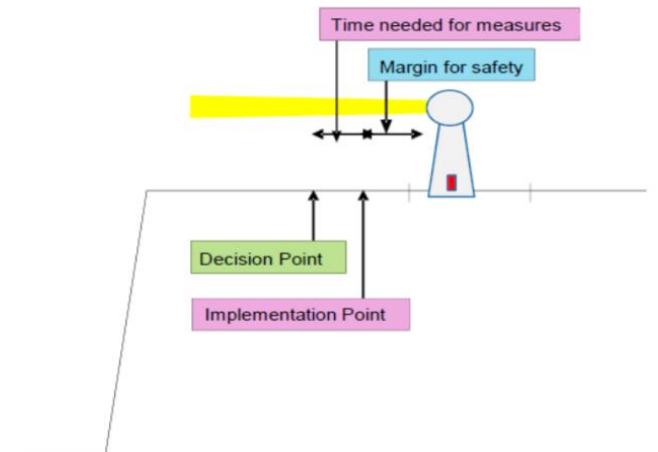 Time needed for measures
Margin for safety
Decision Point
Implementation Point